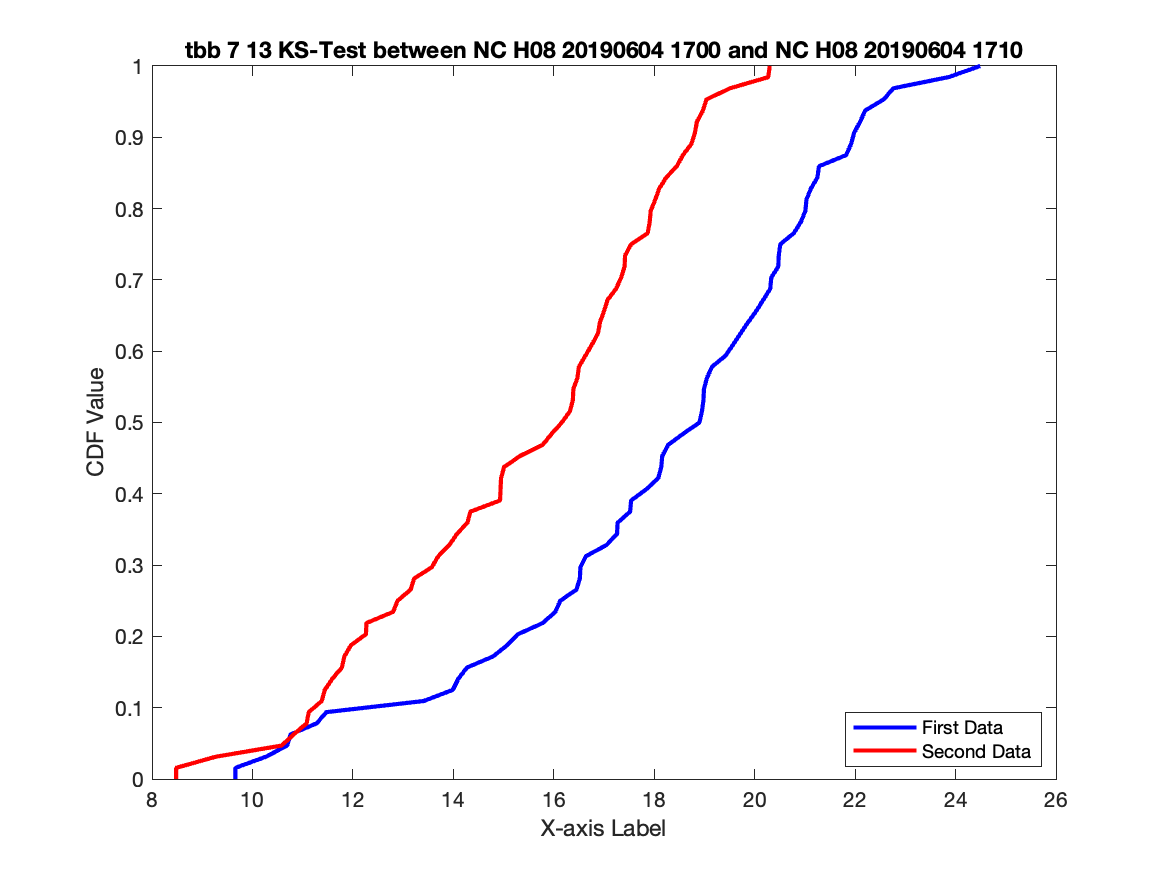 tbb 7 13 KS-Test between NC H08 20190604 1700 and NC H08 20190604 1710
1
0.9
0.8
0.7
0.6
0.5
0.4
0.3
0.2
0.1
0
CDF Value
First Data
Second Data
8 10 12 14 16 18 20 22 24 26
X-axis Label